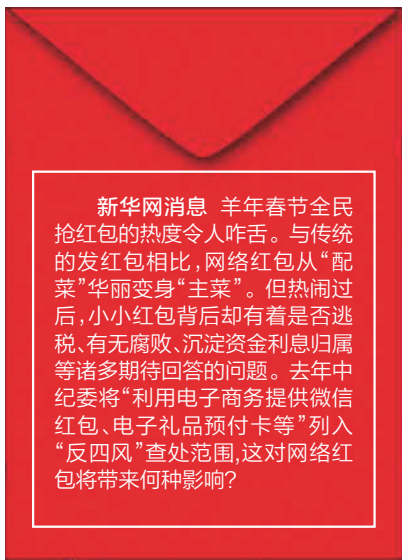 新华网消息 羊年春节全民
抢红包的热度令人咋舌。与传统
的发红包相比,网络红包从“配
菜”华丽变身“主菜”。但热闹过
后,小小红包背后却有着是否逃
税、有无腐败、沉淀资金利息归属
等诸多期待回答的问题。去年中
纪委将“利用电子商务提供微信
红包、电子礼品预付卡等”列入
“反四风”查处范围,这对网络红
包将带来何种影响?